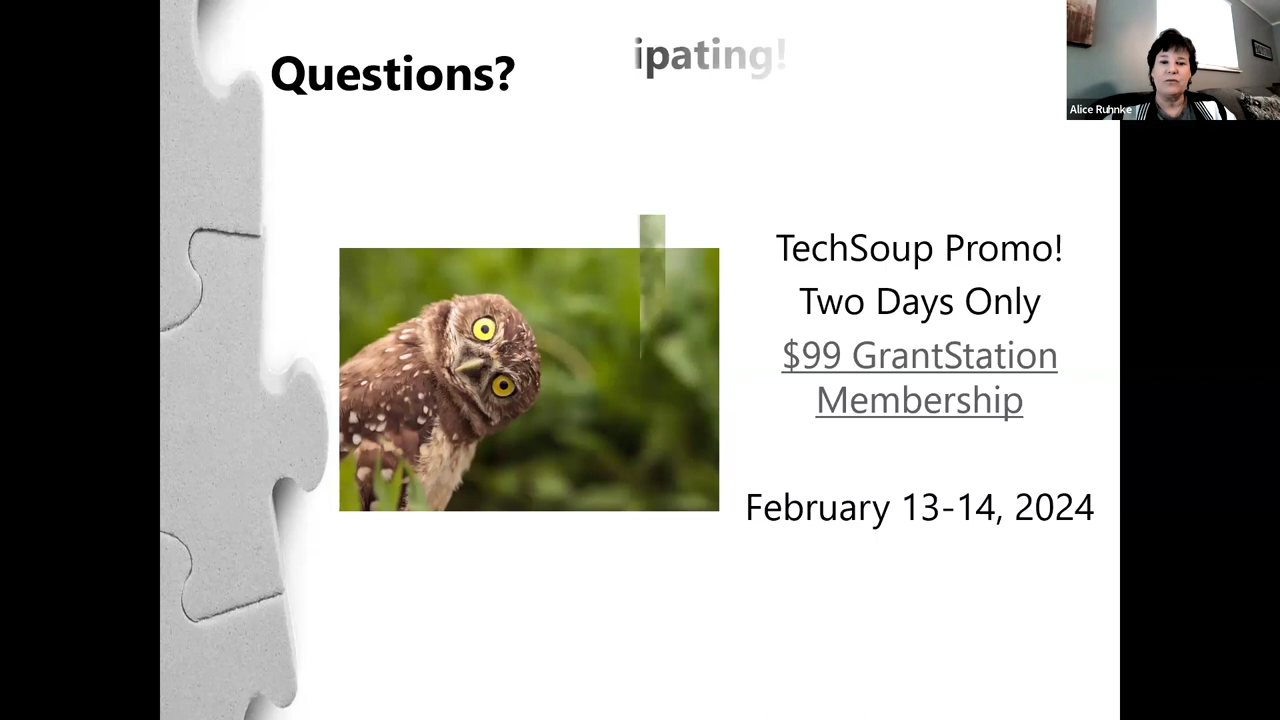 Questions?
ipating!
Alice Ruhnke
TechSoup Promo!
Two Days Only
$99 GrantStation
Membership
February 13-14, 2024